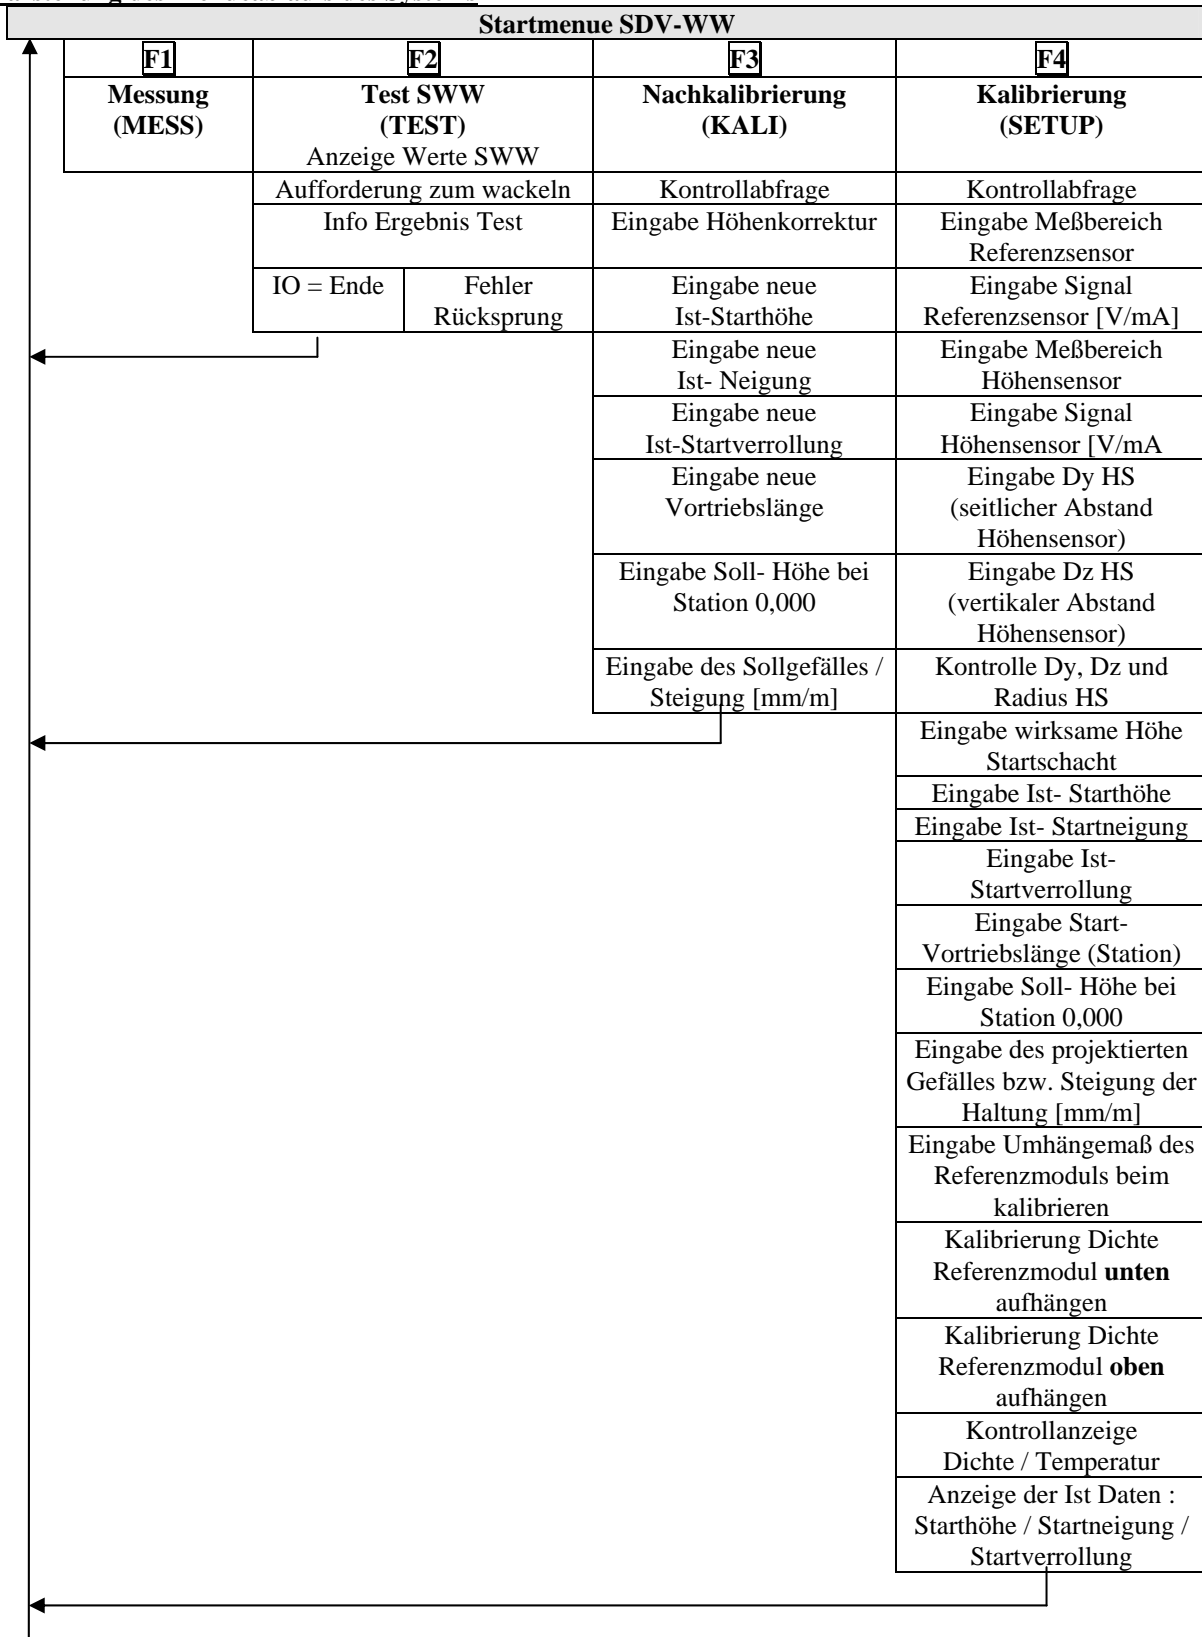 Startmenue SDV-WW
F1
F2
F3
F4
Messung
(MESS)
Test SWW
(TEST)
Anzeige Werte SWW
Nachkalibrierung
(KALI)
Kalibrierung
(SETUP)
Aufforderung zum wackeln
Kontrollabfrage
Kontrollabfrage
Info Ergebnis Test
Eingabe Höhenkorrektur
Eingabe Meßbereich
Referenzsensor
IO = Ende
Fehler
Rücksprung
Eingabe neue
Ist-Starthöhe
Eingabe Signal
Referenzsensor [V/mA]
Eingabe neue
Ist- Neigung
Eingabe Meßbereich
Höhensensor
Eingabe neue
Ist-Startverrollung
Eingabe Signal
Höhensensor [V/mA
Eingabe neue
Vortriebslänge
Eingabe Dy HS
(seitlicher Abstand
Höhensensor)
Eingabe Soll- Höhe bei
Station 0,000
Eingabe Dz HS
(vertikaler Abstand
Höhensensor)
Eingabe des Sollgefälles /
Steigung [mm/m]
Kontrolle Dy, Dz und
Radius HS
Eingabe wirksame Höhe
Startschacht
Eingabe Ist- Starthöhe
Eingabe Ist- Startneigung
Eingabe Ist-
Startverrollung
Eingabe Start-
Vortriebslänge (Station)
Eingabe Soll- Höhe bei
Station 0,000
Eingabe des projektierten
Gefälles bzw. Steigung der
Haltung [mm/m]
Eingabe Umhängemaß des
Referenzmoduls beim
kalibrieren
Kalibrierung Dichte
Referenzmodul unten
aufhängen
Kalibrierung Dichte
Referenzmodul oben
aufhängen
Kontrollanzeige
Dichte / Temperatur
Anzeige der Ist Daten :
Starthöhe / Startneigung /
Startverrollung